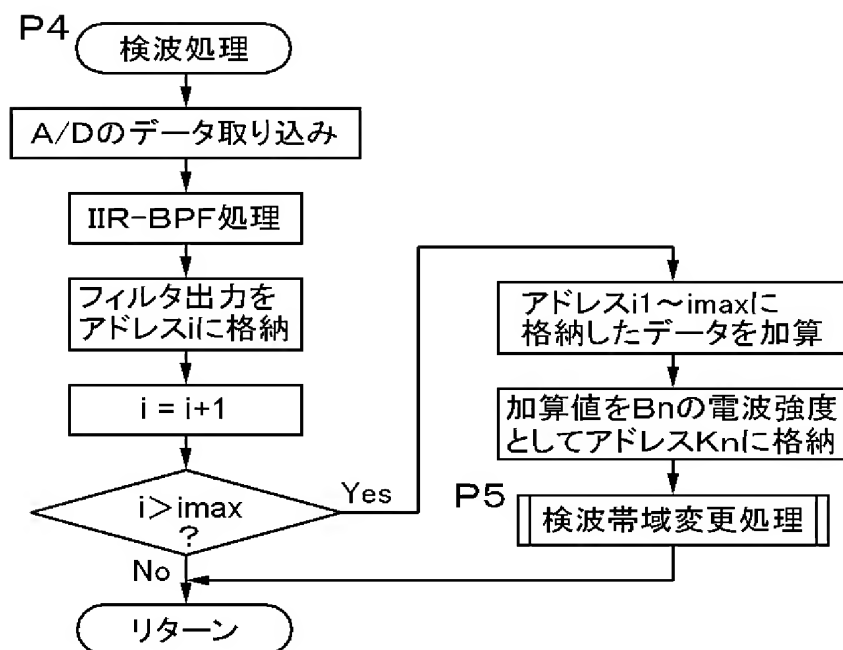 P4
検波処理
A/Dのデータ取り込み
IIR-BPF処理
フィルタ出力を
アドレスiに格納
i = i+1
i>imax
?
Yes
No
リターン
アドレスi1~imaxに
格納したデータを加算
加算値をBnの電波強度
としてアドレスKnに格納
P5
検波帯域変更処理